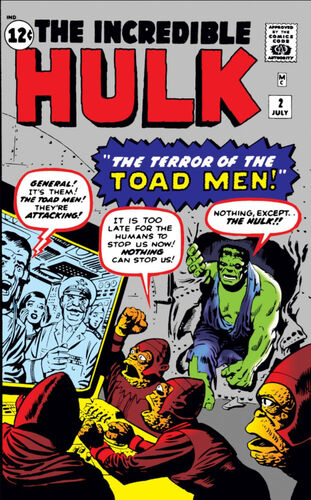 IND
12¢
THE INCREDIBLE
HULK
APPROVED
BY THE
COMICS
CODE
AUTHORITY
M
C
2
JULY
"THE TERROR OF THE
TOAD MEN!"
GENERAL!
IT'S THEM!
THE TOAD MEN!
THEY'RE
ATTACKING!
IT IS TOO
LATE FOR THE
HUMANS TO
STOP US NOW!
NOTHING
CAN STOP US!
NOTHING, EXCEPT..
THE HULK!!